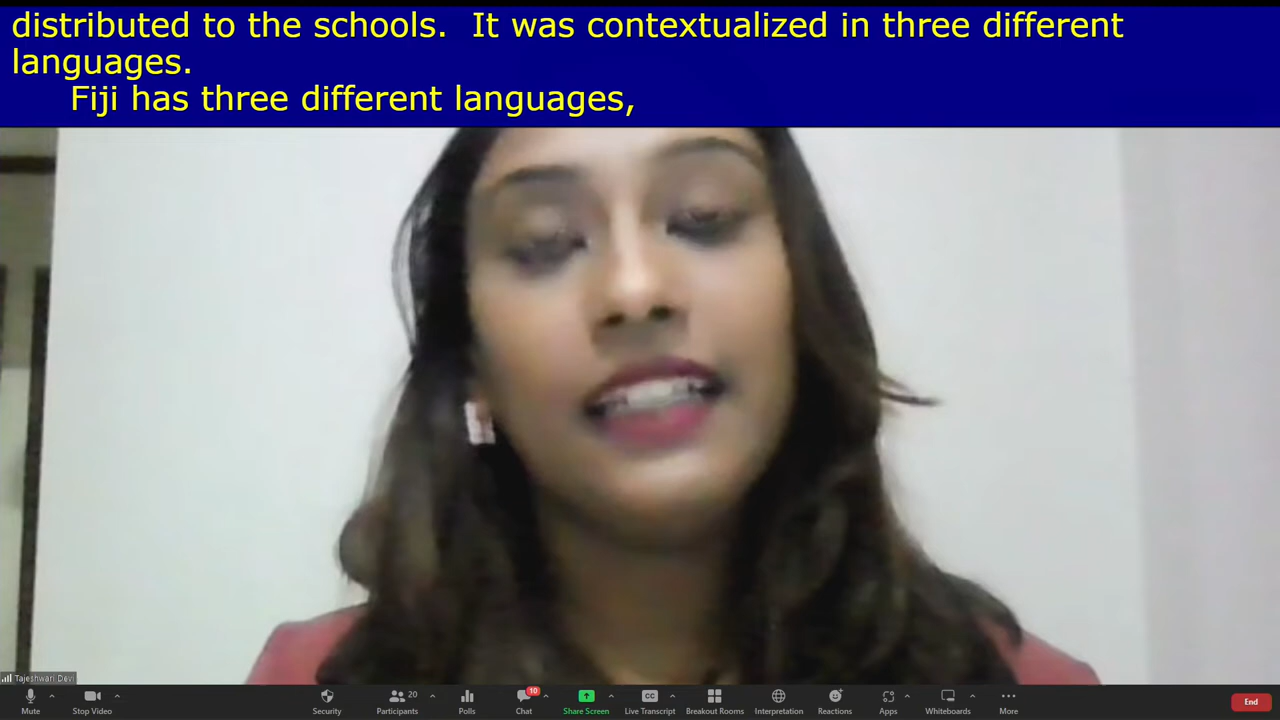 distributed to the schools.  It was contextualized in three different
languages.
Fiji has three different languages,
Tajeshwari Devi
Mute
Stop Video
Security
20
Participants
Polls
10
Chat
Share Screen
CC
Live Transcript
Breakout Rooms
Interpretation
Reactions
Apps
Whiteboards
More
End